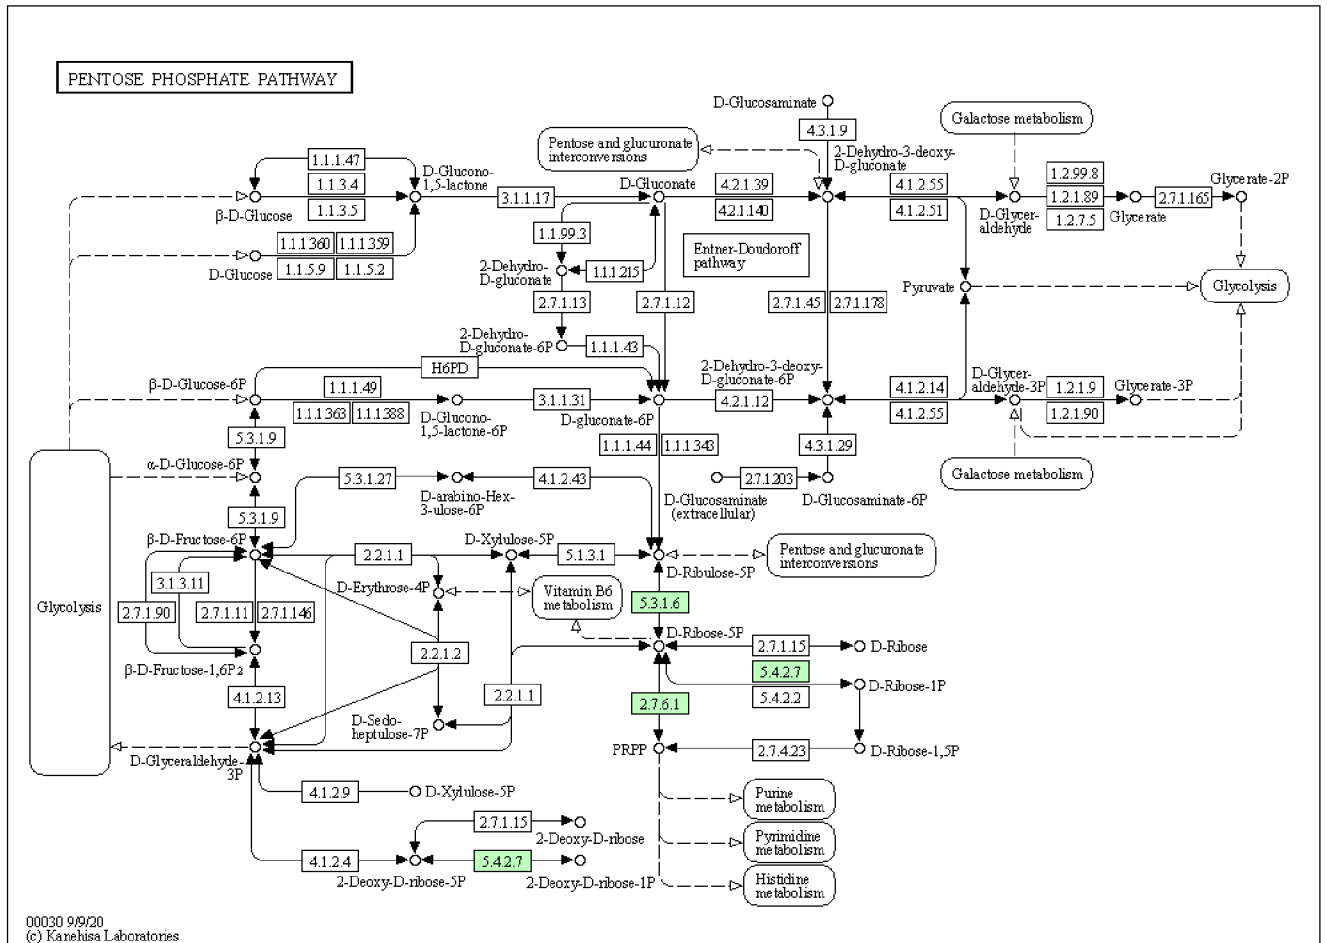 PENTOSE PHOSPHATE PATHWAY
D-Glucosaminate
4.3.1.9
Galactose metabolism
Pentose and glucuronate
interconversions
2-Dehydro-3-deoxy-
D-gluconate
1.1.1.47
1.1.3.4
1.1.3.5
β-D-Glucose
D-Glucono-
1,5-lactone
3.1.1.17
D-Gluconate
4.2.1.39
4.2.1.140
4.1.2.55
4.1.2.51
D-Glycer-
aldehyde
1.2.99.8
1.2.1.89
1.2.7.5
Glycerate
2.7.1.165
Glycerate-2P
1.1.1.360
1.1.1.359
1.1.5.9
1.1.5.2
D-Glucose
1.1.99.3
2-Dehydro-
D-gluconate
1.1.1.215
Entner-Doudoroff
pathway
Pyruvate
Glycolysis
2.7.1.13
2.7.1.12
2.7.1.45
2.7.1.178
2-Dehydro-
D-gluconate-6P
1.1.1.43
H6PD
β-D-Glucose-6P
1.1.1.49
1.1.1.363
1.1.1.388
D-Glucono-
1,5-lactone-6P
3.1.1.31
D-gluconate-6P
2-Dehydro-3-deoxy-
D-gluconate-6P
4.2.1.12
4.1.2.14
4.1.2.55
D-Glycer-
aldehyde-3P
1.2.1.9
1.2.1.90
Glycerate-3P
5.3.1.9
1.1.1.44
1.1.1.343
4.3.1.29
α-D-Glucose-6P
5.3.1.27
D-arabino-Hex-
3-ulose-6P
4.1.2.43
D-Glucosaminate
(extracellular)
2.7.1.203
D-Glucosaminate-6P
Galactose metabolism
5.3.1.9
β-D-Fructose-6P
2.2.1.1
D-Xylulose-5P
5.1.3.1
D-Ribulose-5P
Pentose and glucuronate
interconversions
3.1.3.11
2.7.1.90
2.7.1.11
2.7.1.146
D-Erythrose-4P
Vitamin B6
metabolism
5.3.1.6
Glycolysis
D-Ribose-5P
2.7.1.15
D-Ribose
β-D-Fructose-1,6P2
2.2.1.2
5.4.2.7
5.4.2.2
D-Ribose-1P
4.1.2.13
2.2.1.1
2.7.6.1
D-Sedo-
heptulose-7P
D-Glyceraldehyde-
3P
PRPP
2.7.4.23
D-Ribose-1,5P
4.1.2.9
D-Xylulose-5P
Purine
metabolism
2.7.1.15
2-Deoxy-D-ribose
Pyrimidine
metabolism
4.1.2.4
2-Deoxy-D-ribose-5P
5.4.2.7
2-Deoxy-D-ribose-1P
Histidine
metabolism
00030 9/9/20
(c) Kanehisa Laboratories